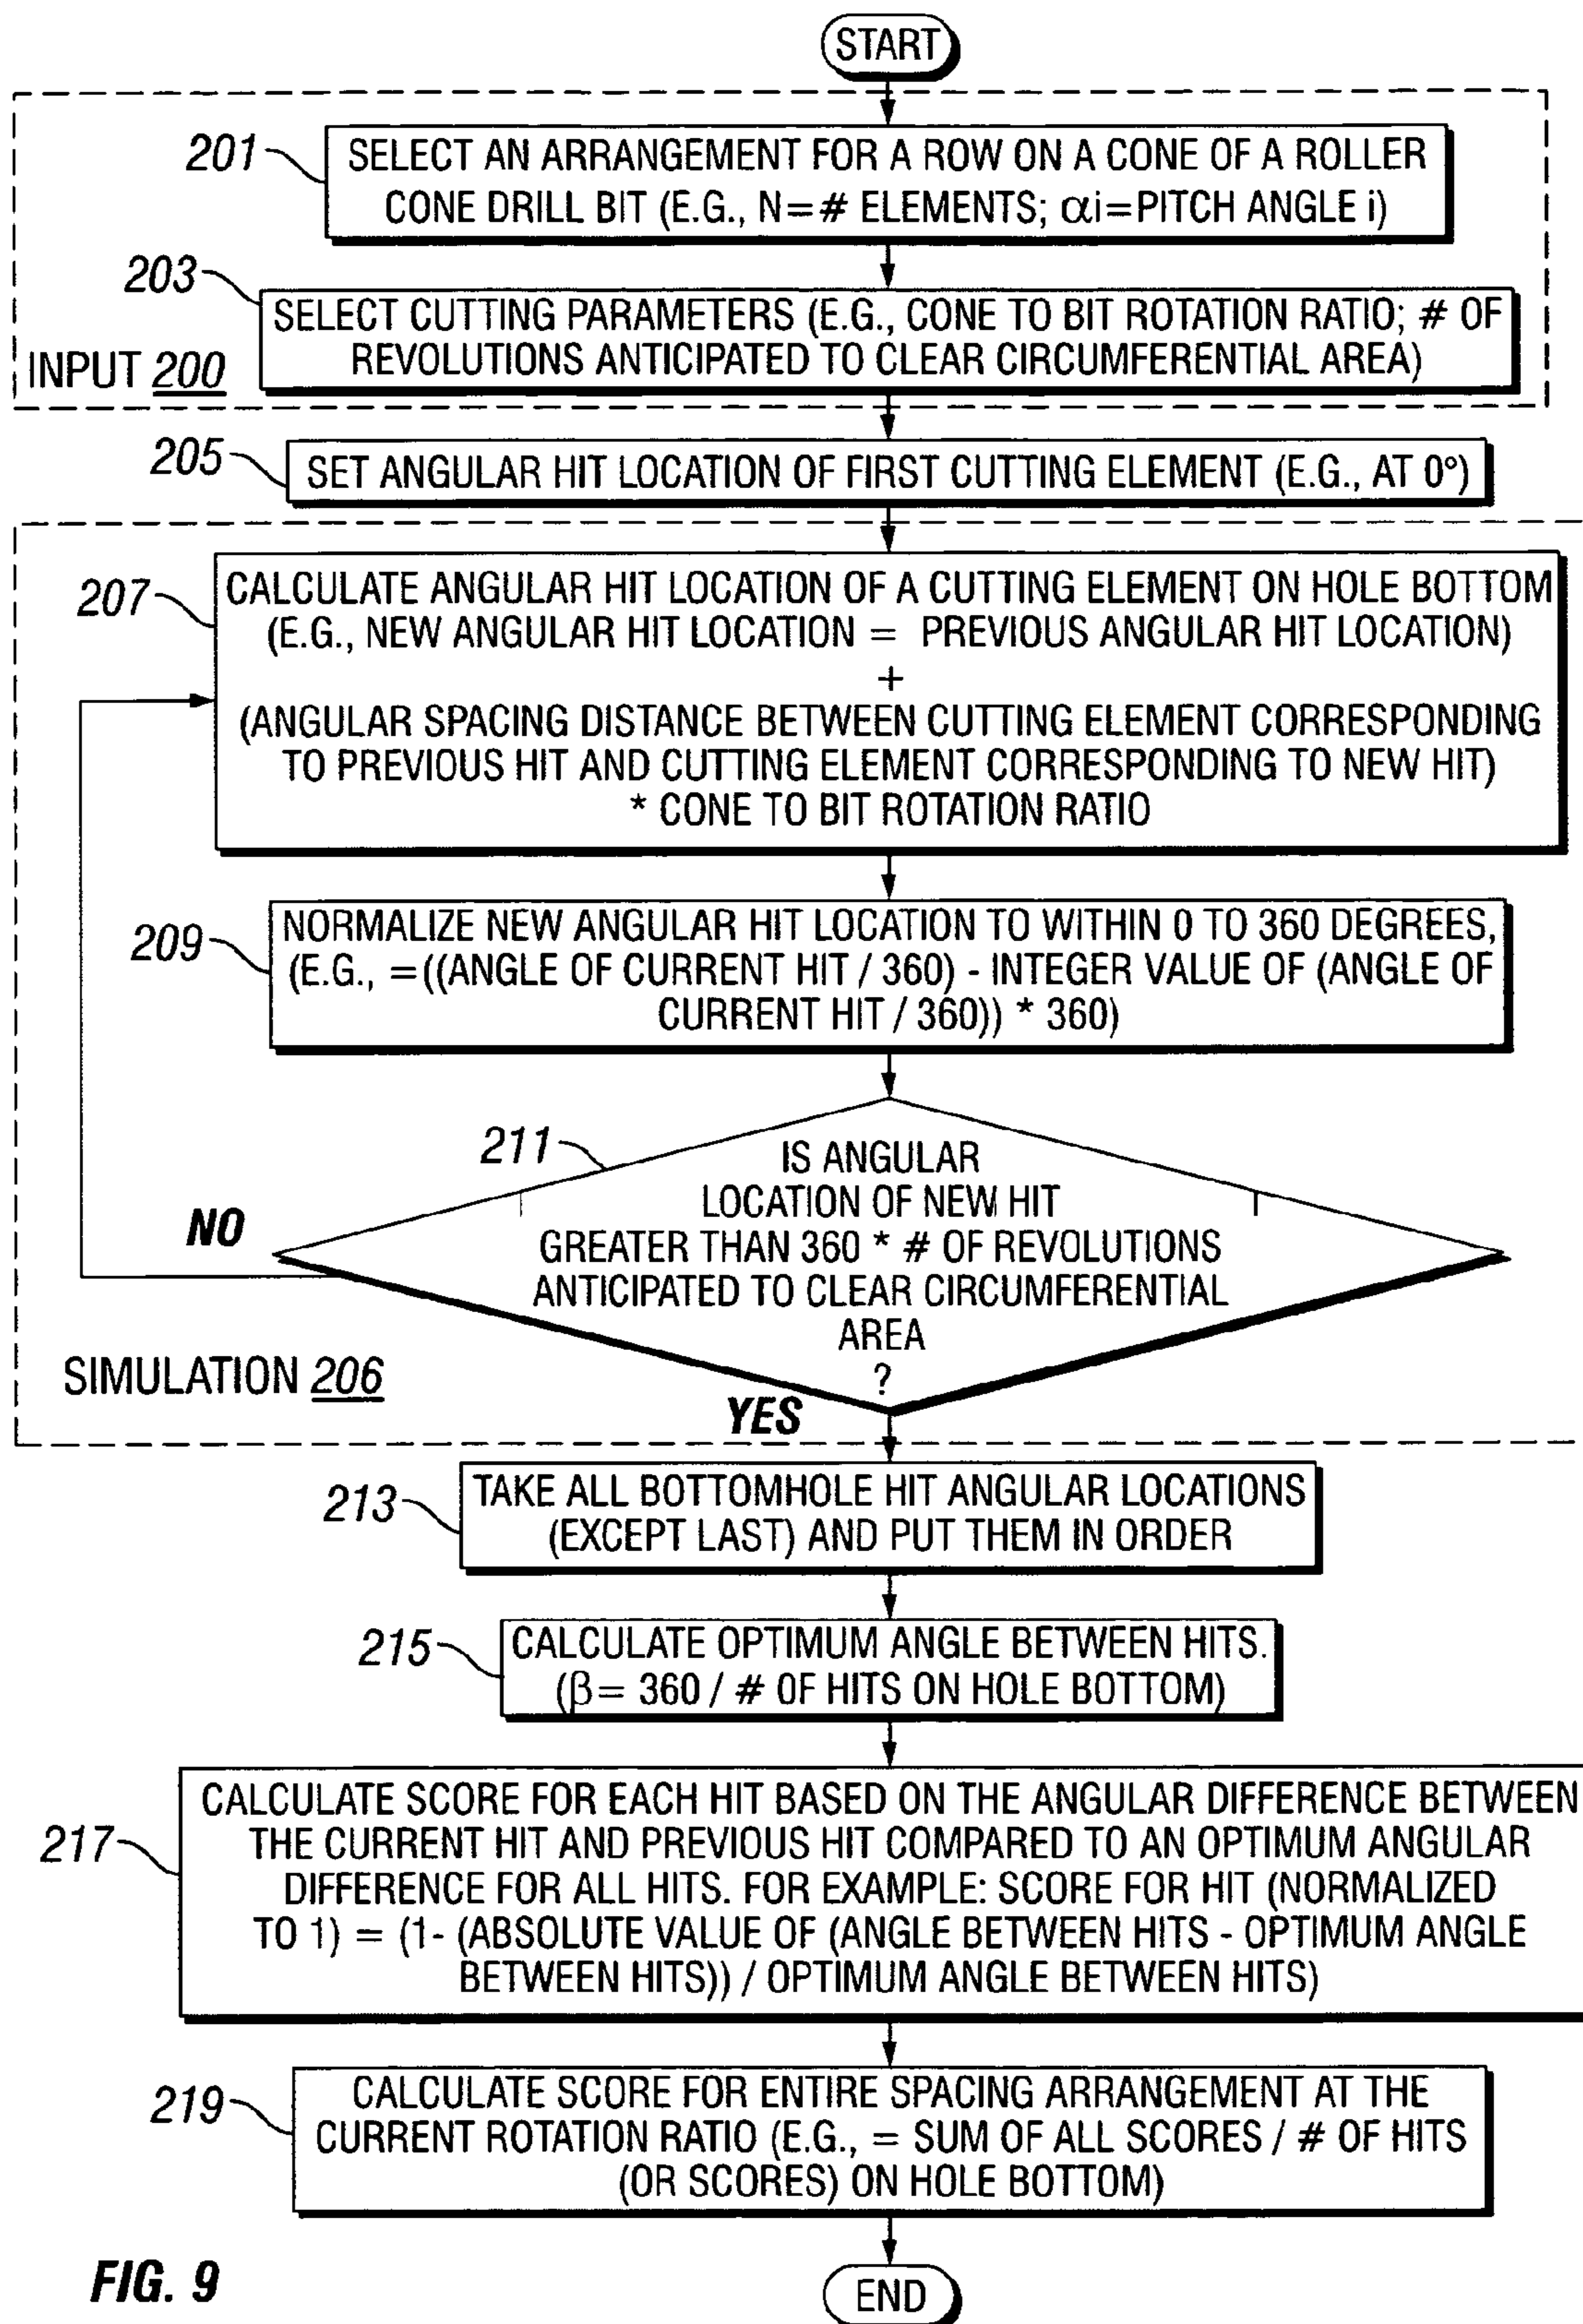 START
201
SELECT AN ARRANGEMENT FOR A ROW ON A CONE OF A ROLLER
CONE DRILL BIT (E.G., N=# ELEMENTS; αi=PITCH ANGLE i)
203
SELECT CUTTING PARAMETERS (E.G., CONE TO BIT ROTATION RATIO; # OF
REVOLUTIONS ANTICIPATED TO CLEAR CIRCUMFERENTIAL AREA)
INPUT 200
205
SET ANGULAR HIT LOCATION OF FIRST CUTTING ELEMENT (E.G., AT 0°)
207
CALCULATE ANGULAR HIT LOCATION OF A CUTTING ELEMENT ON HOLE BOTTOM
(E.G., NEW ANGULAR HIT LOCATION = PREVIOUS ANGULAR HIT LOCATION)
+
(ANGULAR SPACING DISTANCE BETWEEN CUTTING ELEMENT CORRESPONDING
TO PREVIOUS HIT AND CUTTING ELEMENT CORRESPONDING TO NEW HIT)
* CONE TO BIT ROTATION RATIO
209
NORMALIZE NEW ANGULAR HIT LOCATION TO WITHIN 0 TO 360 DEGREES,
(E.G., =((ANGLE OF CURRENT HIT / 360) - INTEGER VALUE OF (ANGLE OF
CURRENT HIT / 360)) * 360)
211
IS ANGULAR
LOCATION OF NEW HIT
GREATER THAN 360 * # OF REVOLUTIONS
ANTICIPATED TO CLEAR CIRCUMFERENTIAL
AREA
?
NO
SIMULATION 206
YES
213
TAKE ALL BOTTOMHOLE HIT ANGULAR LOCATIONS
(EXCEPT LAST) AND PUT THEM IN ORDER
215
CALCULATE OPTIMUM ANGLE BETWEEN HITS.
(β= 360 / # OF HITS ON HOLE BOTTOM)
217
CALCULATE SCORE FOR EACH HIT BASED ON THE ANGULAR DIFFERENCE BETWEEN
THE CURRENT HIT AND PREVIOUS HIT COMPARED TO AN OPTIMUM ANGULAR
DIFFERENCE FOR ALL HITS. FOR EXAMPLE: SCORE FOR HIT (NORMALIZED
TO 1) = (1- (ABSOLUTE VALUE OF (ANGLE BETWEEN HITS - OPTIMUM ANGLE
BETWEEN HITS)) / OPTIMUM ANGLE BETWEEN HITS)
219
CALCULATE SCORE FOR ENTIRE SPACING ARRANGEMENT AT THE
CURRENT ROTATION RATIO (E.G., = SUM OF ALL SCORES / # OF HITS
(OR SCORES) ON HOLE BOTTOM)
FIG. 9
END